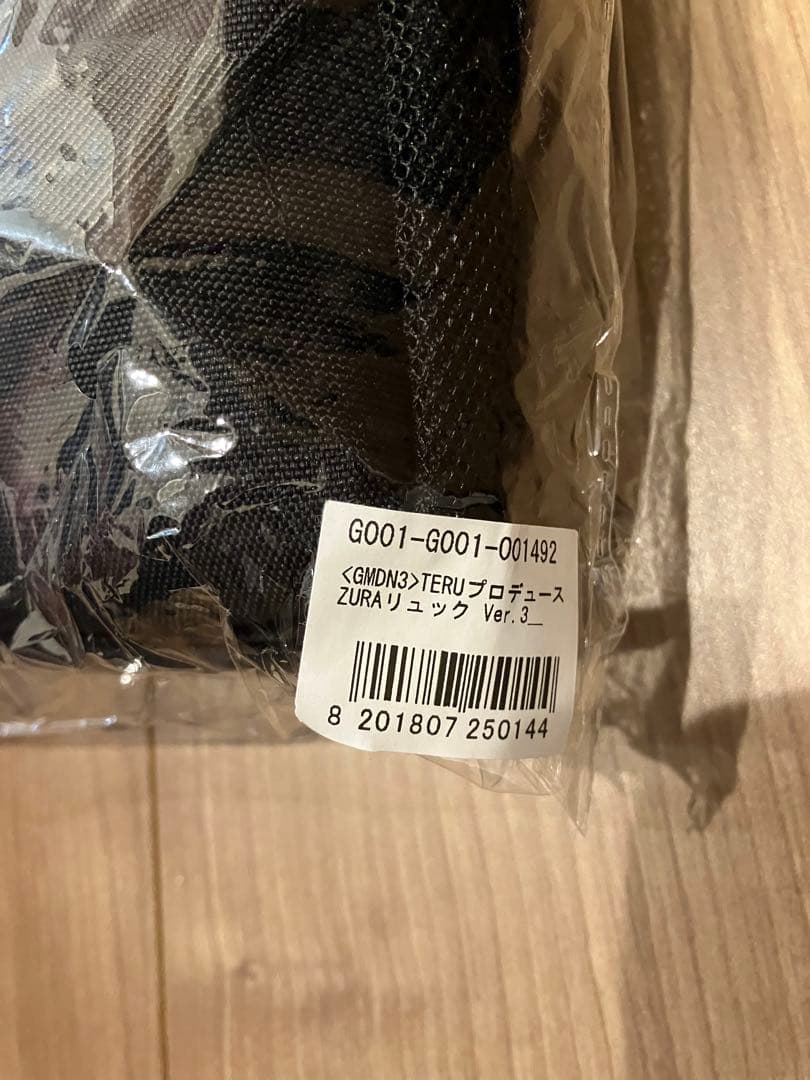 G001-G001-001492
<GMDN3>TERUプロデュース
ZURAリュック Ver.3_
8 201807 250144